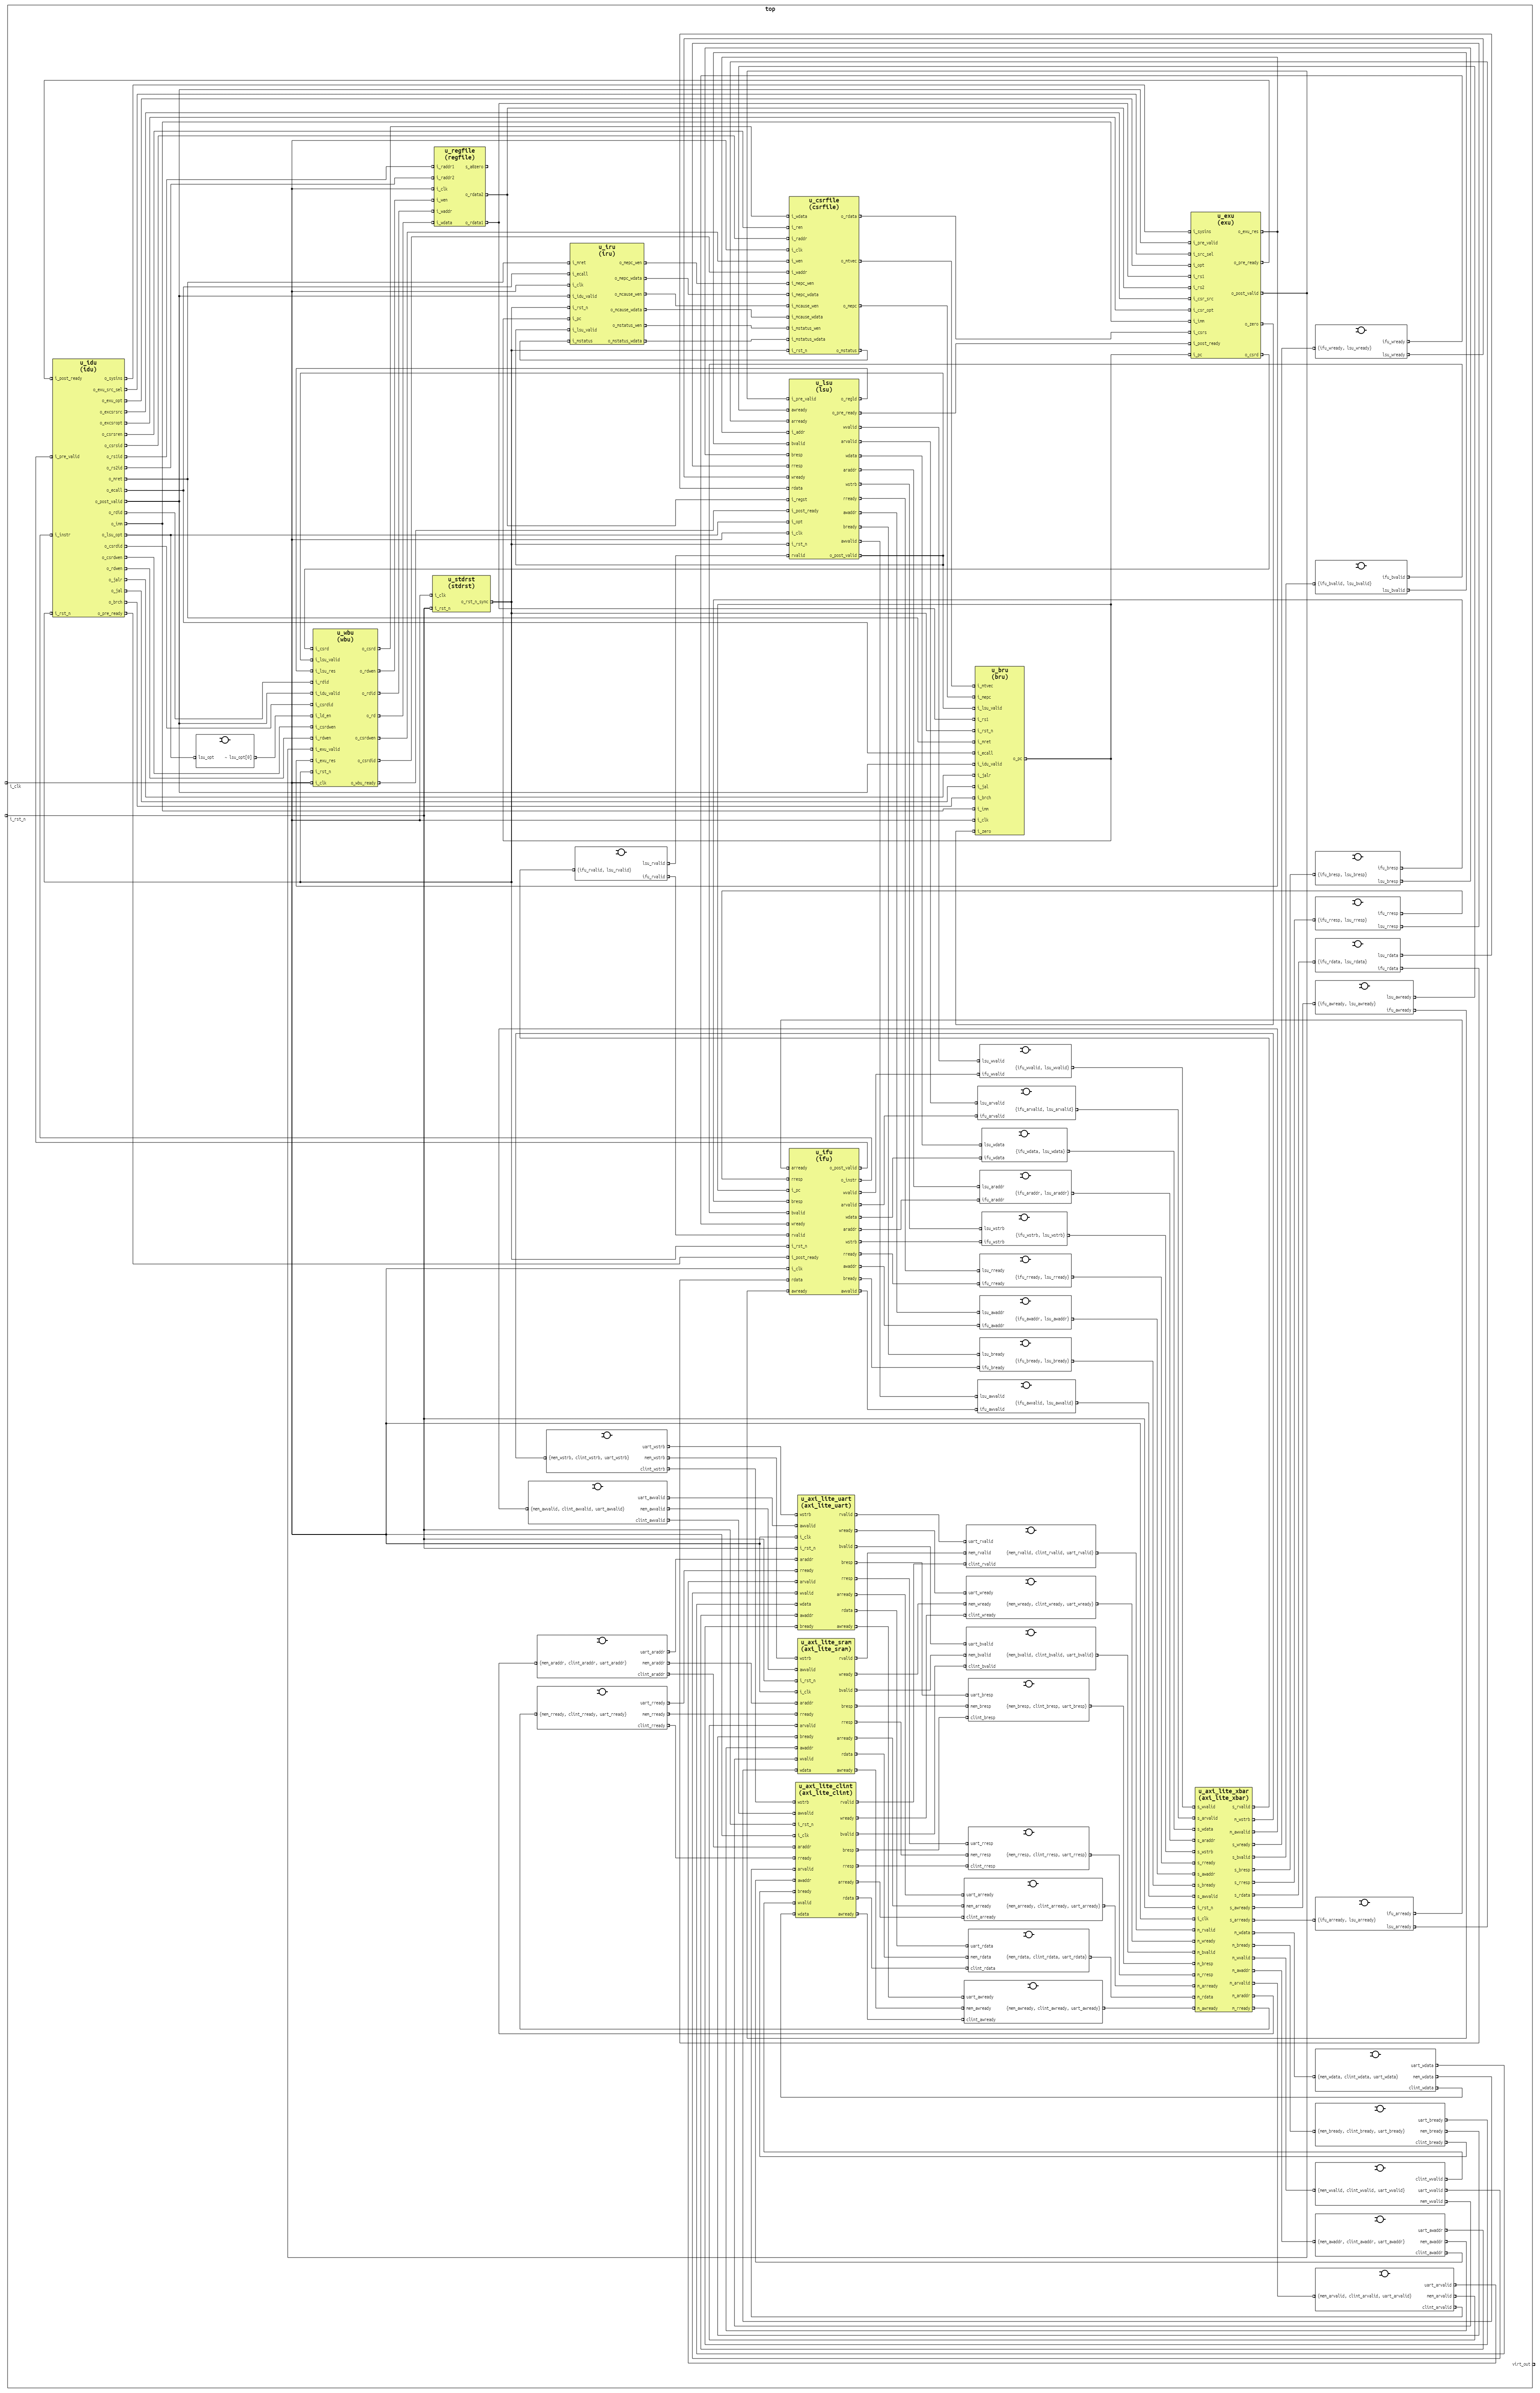 top
u_regfile
(regfile)
i_raddr1
i_raddr2
i_clk
i_wen
i_waddr
i_wdata
o_rdata2
o_rdata1
u_csrfile
(csrfile)
i_wdata
i_ren
i_raddr
i_clk
i_wen
i_waddr
i_mepc_wen
i_mepc_wdata
i_mcause_wen
i_mcause_wdata
i_mstatus_wen
i_mstatus_wdata
i_rst_n
o_rdata
o_mtvec
o_mepc
o_mstatus
u_exu
(exu)
i_sysins
i_pre_valid
i_src_sel
i_opt
i_rs1
i_rs2
i_csr_src
i_csr_opt
i_imm
i_csrs
i_post_ready
i_pc
o_exu_res
o_pre_ready
o_post_valid
o_zero
o_csrd
u_iru
(iru)
i_mret
i_ecall
i_clk
i_idu_valid
i_rst_n
i_pc
i_lsu_valid
i_mstatus
o_mepc_wen
o_mepc_wdata
o_mcause_wen
o_mcause_wdata
o_mstatus_wen
o_mstatus_wdata
{ifu_wready, lsu_wready}
ifu_wready
lsu_wready
u_idu
(idu)
i_post_ready
i_pre_valid
i_instr
i_rst_n
o_sysins
o_exu_src_sel
o_exu_opt
o_excsrsrc
o_excsropt
o_csrsren
o_csrsid
o_rs1id
o_rs2id
o_mret
o_ecall
o_post_valid
o_rdid
o_imm
o_lsu_opt
o_csrdid
o_csrdwen
o_rdwen
o_jalr
o_jal
o_brch
o_pre_ready
u_lsu
(lsu)
i_pre_valid
awready
arready
i_addr
bvalid
bresp
rresp
wready
rdata
i_regst
i_post_ready
i_opt
i_clk
i_rst_n
rvalid
o_regld
o_pre_ready
wvalid
arvalid
wdata
araddr
wstrb
rready
awaddr
bready
awvalid
o_post_valid
{ifu_bvalid, lsu_bvalid}
ifu_bvalid
lsu_bvalid
u_stdrst
(stdrst)
i_clk
i_rst_n
o_rst_n_sync
u_wbu
(wbu)
i_csrd
i_lsu_valid
i_lsu_res
i_rdid
i_idu_valid
i_csrdid
i_ld_en
i_csrdwen
i_rdwen
i_exu_valid
i_exu_res
i_rst_n
i_clk
o_csrd
o_rdwen
o_rdid
o_rd
o_csrdwen
o_csrdid
o_wbu_ready
u_bru
(bru)
i_mtvec
i_mepc
i_lsu_valid
i_rs1
i_rst_n
i_mret
i_ecall
i_idu_valid
i_jalr
i_jal
i_brch
i_imm
i_clk
i_zero
o_pc
lsu_opt
~ lsu_opt[0]
i_clk
i_rst_n
{ifu_rvalid, lsu_rvalid}
lsu_rvalid
ifu_rvalid
{ifu_bresp, lsu_bresp}
ifu_bresp
lsu_bresp
{ifu_rresp, lsu_rresp}
ifu_rresp
lsu_rresp
{ifu_rdata, lsu_rdata}
lsu_rdata
ifu_rdata
{ifu_awready, lsu_awready}
lsu_awready
ifu_awready
lsu_wvalid
{ifu_wvalid, lsu_wvalid}
ifu_wvalid
lsu_arvalid
{ifu_arvalid, lsu_arvalid}
ifu_arvalid
lsu_wdata
{ifu_wdata, lsu_wdata}
ifu_wdata
lsu_araddr
{ifu_araddr, lsu_araddr}
ifu_araddr
lsu_wstrb
{ifu_wstrb, lsu_wstrb}
ifu_wstrb
lsu_rready
{ifu_rready, lsu_rready}
ifu_rready
lsu_awaddr
{ifu_awaddr, lsu_awaddr}
ifu_awaddr
lsu_bready
{ifu_bready, lsu_bready}
ifu_bready
lsu_awvalid
{ifu_awvalid, lsu_awvalid}
ifu_awvalid
u_ifu
(ifu)
arready
rresp
i_pc
bresp
bvalid
wready
rvalid
i_rst_n
i_post_ready
i_clk
rdata
awready
o_post_valid
o_instr
wvalid
arvalid
wdata
araddr
wstrb
rready
awaddr
bready
awvalid
{mem_wstrb, clint_wstrb, uart_wstrb}
uart_wstrb
mem_wstrb
clint_wstrb
{mem_awvalid, clint_awvalid, uart_awvalid}
uart_awvalid
mem_awvalid
clint_awvalid
u_axi_lite_uart
(axi_lite_uart)
wstrb
awvalid
i_clk
i_rst_n
araddr
rready
arvalid
wvalid
wdata
awaddr
bready
rvalid
wready
bvalid
bresp
rresp
arready
rdata
awready
uart_rvalid
mem_rvalid
clint_rvalid
{mem_rvalid, clint_rvalid, uart_rvalid}
uart_wready
mem_wready
clint_wready
{mem_wready, clint_wready, uart_wready}
uart_bvalid
mem_bvalid
clint_bvalid
{mem_bvalid, clint_bvalid, uart_bvalid}
uart_bresp
mem_bresp
clint_bresp
{mem_bresp, clint_bresp, uart_bresp}
{mem_araddr, clint_araddr, uart_araddr}
uart_araddr
mem_araddr
clint_araddr
{mem_rready, clint_rready, uart_rready}
uart_rready
mem_rready
clint_rready
u_axi_lite_sram
(axi_lite_sram)
wstrb
awvalid
i_rst_n
i_clk
araddr
rready
arvalid
bready
awaddr
wvalid
wdata
rvalid
wready
bvalid
bresp
rresp
arready
rdata
awready
u_axi_lite_clint
(axi_lite_clint)
wstrb
awvalid
i_rst_n
i_clk
araddr
rready
arvalid
awaddr
bready
wvalid
wdata
rvalid
wready
bvalid
bresp
rresp
arready
rdata
awready
uart_rresp
mem_rresp
clint_rresp
{mem_rresp, clint_rresp, uart_rresp}
uart_arready
mem_arready
clint_arready
{mem_arready, clint_arready, uart_arready}
uart_rdata
mem_rdata
clint_rdata
{mem_rdata, clint_rdata, uart_rdata}
uart_awready
mem_awready
clint_awready
{mem_awready, clint_awready, uart_awready}
u_axi_lite_xbar
(axi_lite_xbar)
s_wvalid
s_arvalid
s_wdata
s_araddr
s_wstrb
s_rready
s_awaddr
s_bready
s_awvalid
i_rst_n
i_clk
m_rvalid
m_wready
m_bvalid
m_bresp
m_rresp
m_arready
m_rdata
m_awready
s_rvalid
m_wstrb
m_awvalid
s_wready
s_bvalid
s_bresp
s_rresp
s_rdata
s_awready
s_arready
m_wdata
m_bready
m_wvalid
m_awaddr
m_arvalid
m_araddr
m_rready
{ifu_arready, lsu_arready}
ifu_arready
lsu_arready
{mem_wdata, clint_wdata, uart_wdata}
uart_wdata
mem_wdata
clint_wdata
{mem_bready, clint_bready, uart_bready}
uart_bready
mem_bready
clint_bready
{mem_wvalid, clint_wvalid, uart_wvalid}
clint_wvalid
uart_wvalid
mem_wvalid
{mem_awaddr, clint_awaddr, uart_awaddr}
uart_awaddr
mem_awaddr
clint_awaddr
{mem_arvalid, clint_arvalid, uart_arvalid}
uart_arvalid
mem_arvalid
clint_arvalid
virt_out